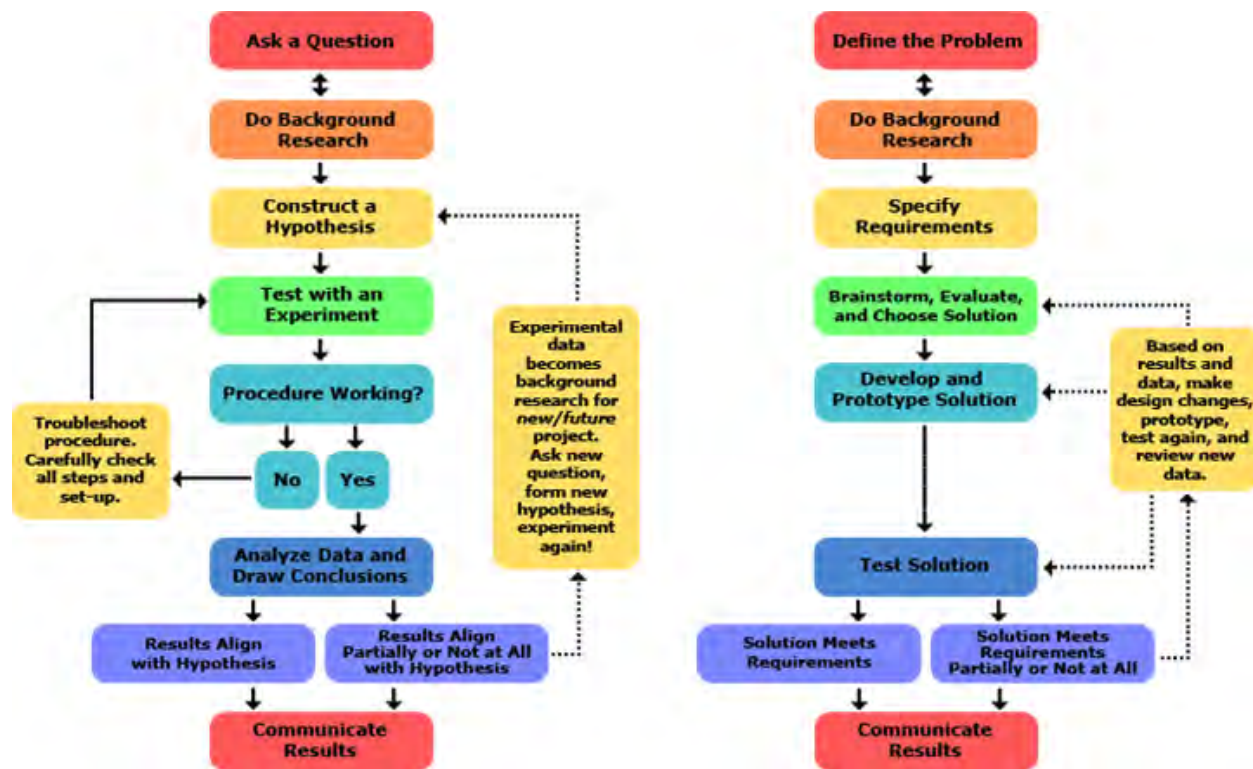 Ask a Question
Do Background
Research
Construct a
Hypothesis
Test with an
Experiment
Procedure Working?
No
Yes
Troubleshoot
procedure.
Carefully check
all steps and
set-up.
Analyze Data and
Draw Conclusions
Results Align
with Hypothesis
Results Align
Partially or Not at All
with Hypothesis
Experimental
data
becomes
background
research for
new/future
project.
Ask new
question,
form new
hypothesis,
experiment
again!
Communicate
Results
Define the Problem
Do Background
Research
Specify
Requirements
Brainstorm, Evaluate,
and Choose Solution
Develop and
Prototype Solution
Based on
results and
data, make
design changes,
prototype,
test again, and
review new
data.
Test Solution
Solution Meets
Requirements
Solution Meets
Requirements
Partially or Not at All
Communicate
Results